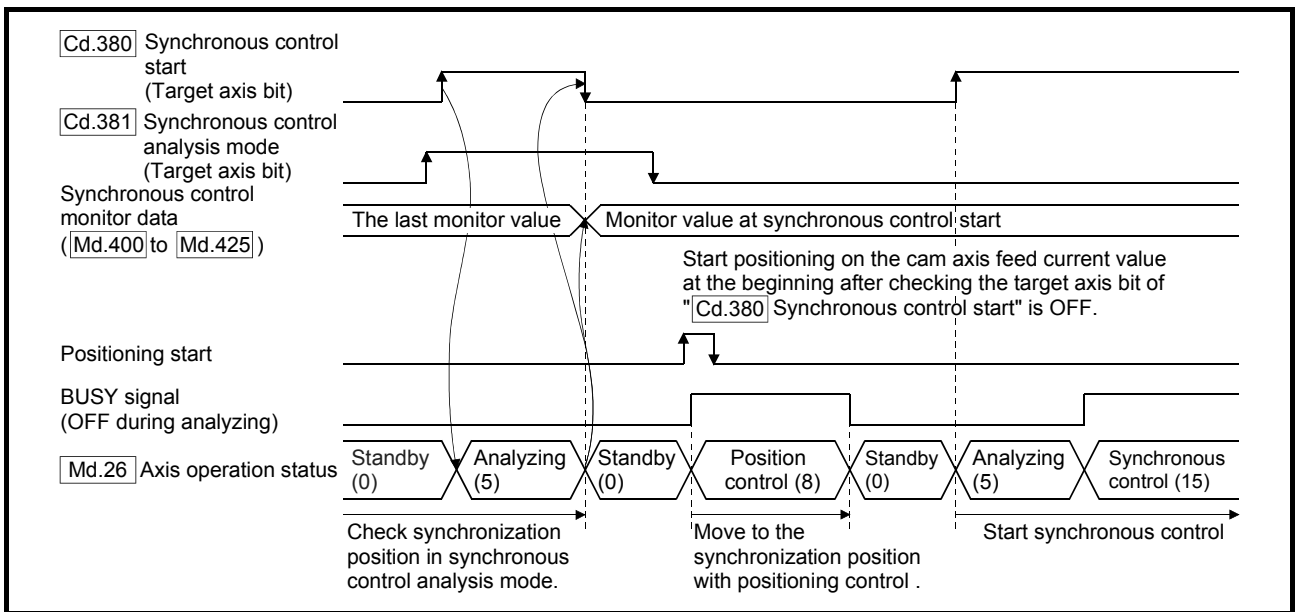 Cd.380 Synchronous control
start
(Target axis bit)
Cd.381 Synchronous control
analysis mode
(Target axis bit)
Synchronous control
monitor data
( Md.400 to Md.425 )
The last monitor value
Monitor value at synchronous control start
Start positioning on the cam axis feed current value
at the beginning after checking the target axis bit of
" Cd.380 Synchronous control start" is OFF.
Positioning start
BUSY signal
(OFF during analyzing)
Md.26 Axis operation status
Standby
(0)
Analyzing
(5)
Standby
(0)
Position
control (8)
Standby
(0)
Analyzing
(5)
Synchronous
control (15)
Check synchronization
position in synchronous
control analysis mode.
Move to the
synchronization position
with positioning control .
Start synchronous control